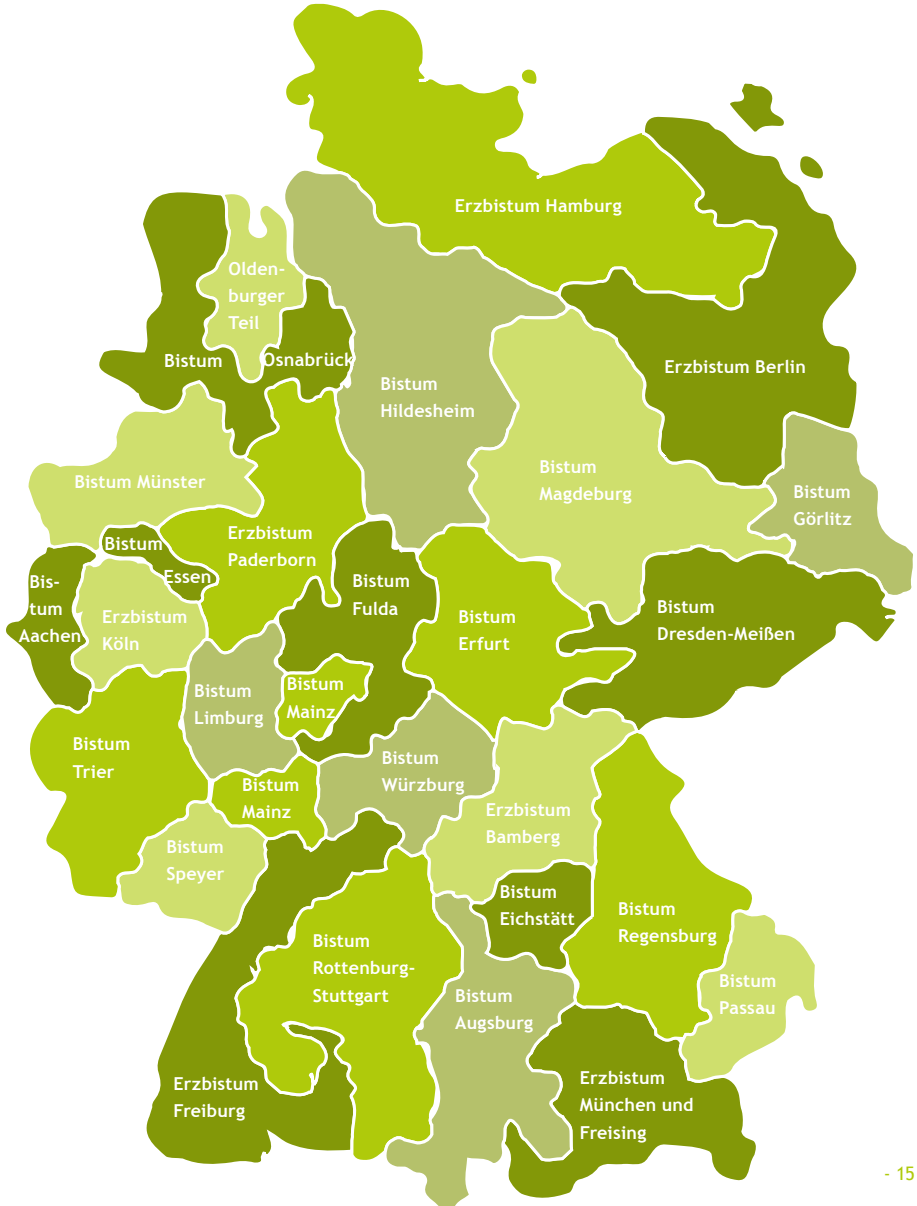 Erzbistum Hamburg
Olden-
burger
Teil
Bistum
Osnabrück
Erzbistum Berlin
Bistum
Hildesheim
Bistum Münster
Bistum
Magdeburg
Bistum
Görlitz
Bistum
Essen
Erzbistum
Paderborn
Bis-
tum
Aachen
Erzbistum
Köln
Bistum
Fulda
Bistum
Erfurt
Bistum
Dresden-Meißen
Bistum
Limburg
Bistum
Mainz
Bistum
Trier
Bistum
Würzburg
Bistum
Mainz
Erzbistum
Bamberg
Bistum
Speyer
Bistum
Eichstätt
Bistum
Regensburg
Bistum
Rottenburg-
Stuttgart
Bistum
Augsburg
Bistum
Passau
Erzbistum
Freiburg
Erzbistum
München und
Freising
- 15